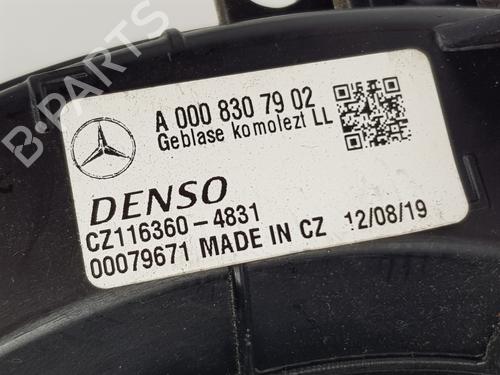 A 000 830 79 02
Geblase komolezt LL
DENSO
CZ116360-4831
00079671 MADE IN CZ 12/08/19
B-PARTS